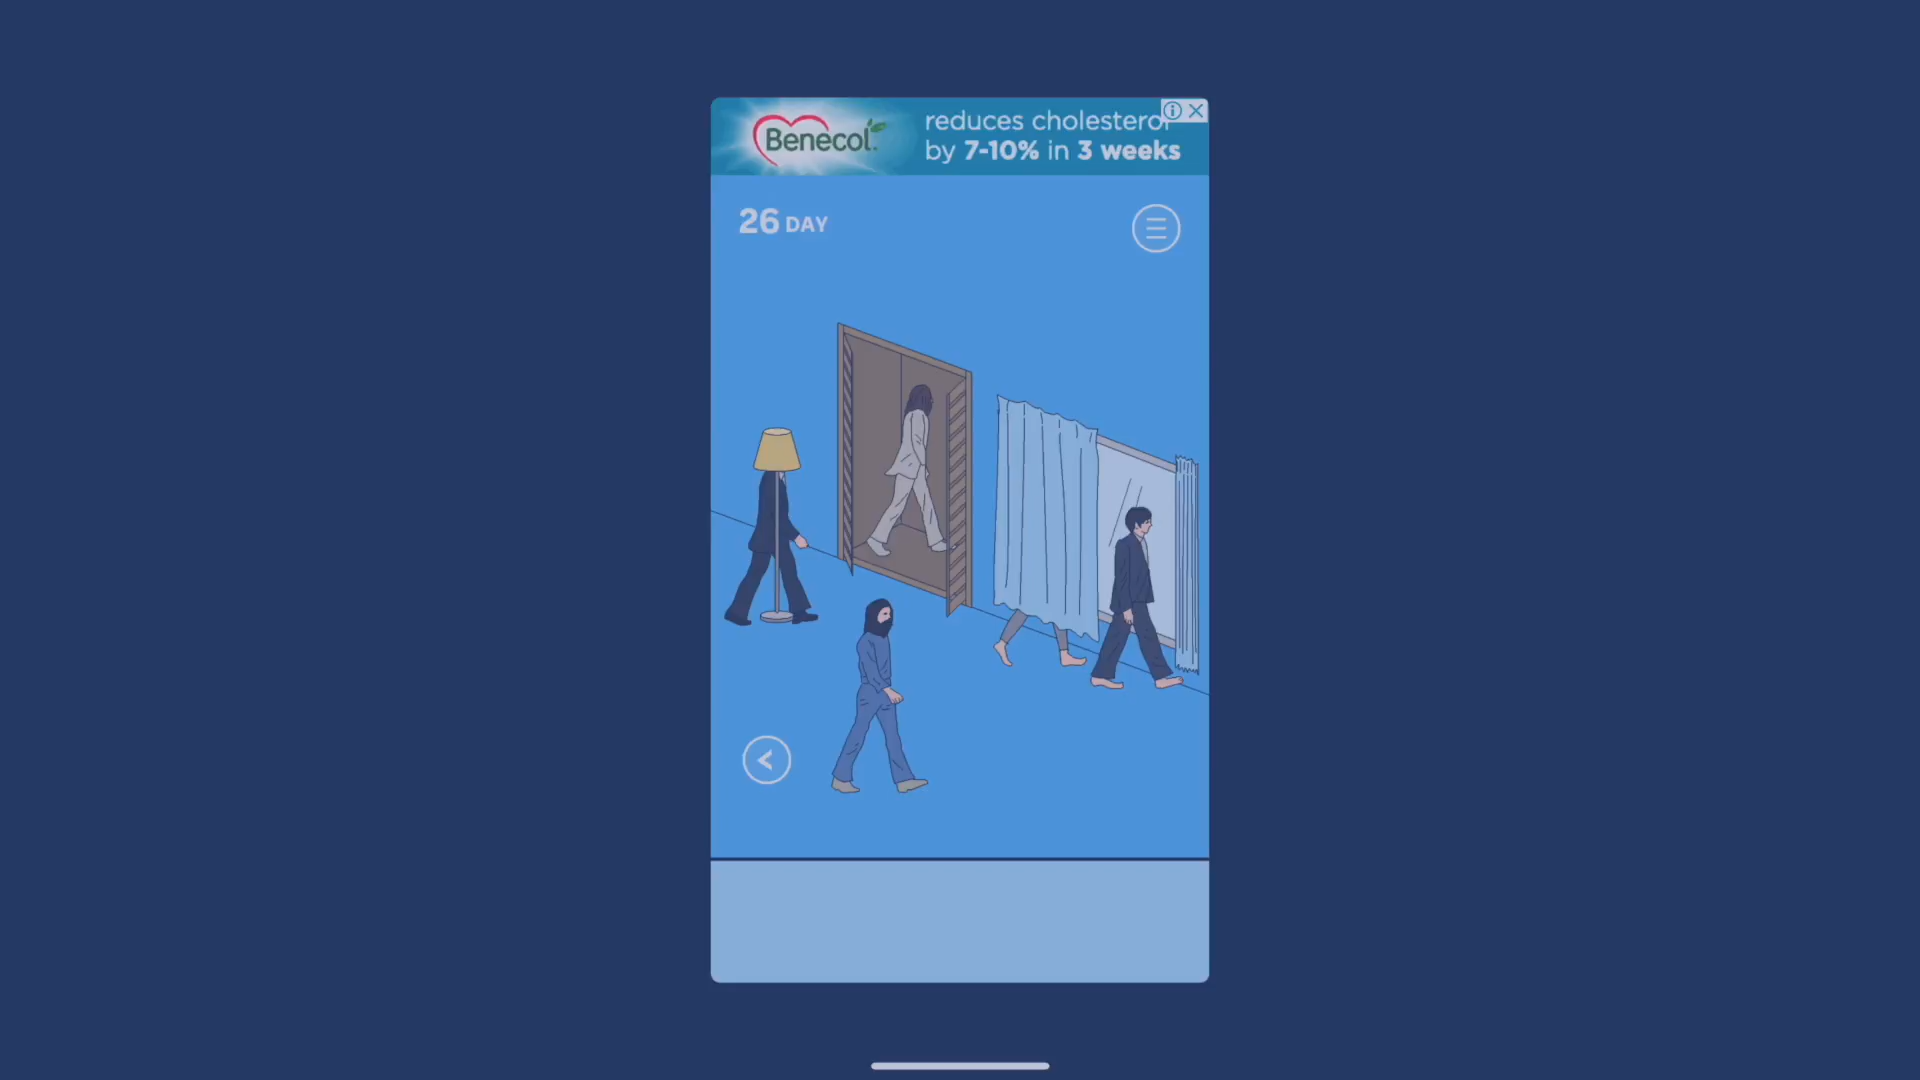 Benecol.
reduces cholesterol
by 7-10% in 3 weeks
26 DAY